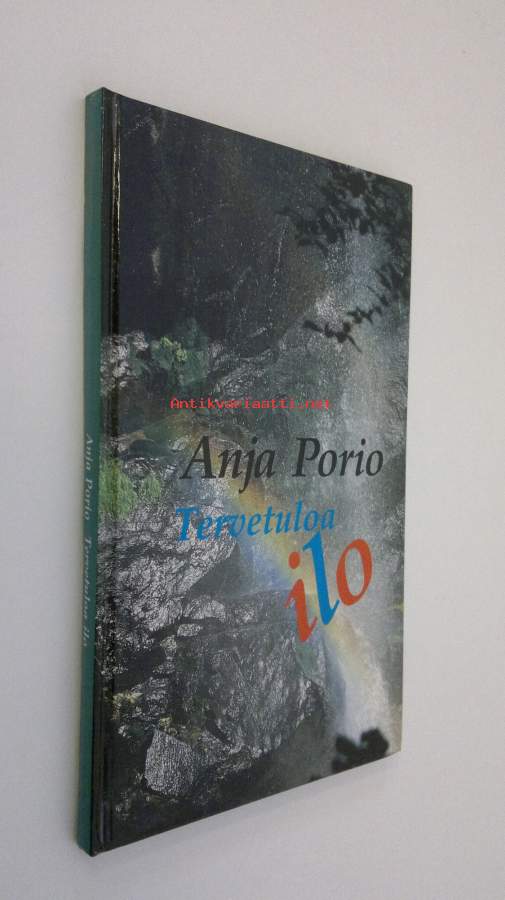 Antikvariaatti.net
Anja Porio
Tervetuloa
ilo
Anja Porio Tervetuloa ilo